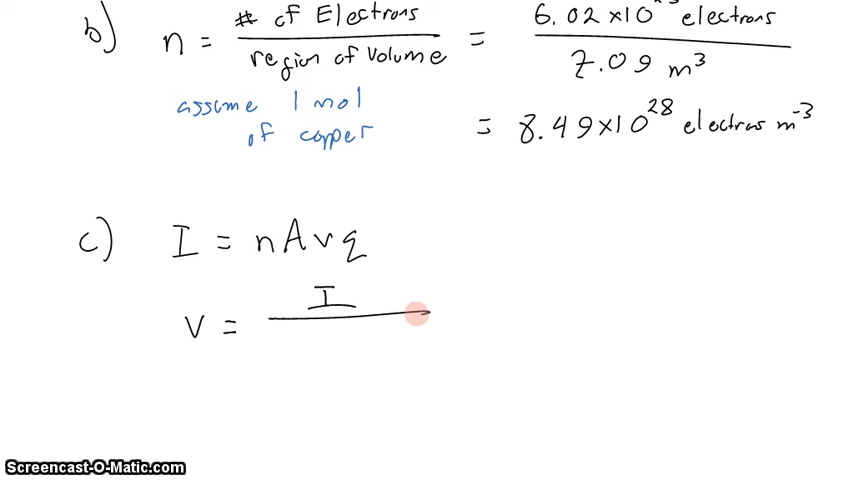 b) n = # of Electrons / region of Volume = 6.02 ×10 electrons / 7.09 m³
assume 1 mol
of copper
= 8.49×10²⁸ electrons m⁻³
c) I = nAvq
v = I
Screencast-O-Matic.com